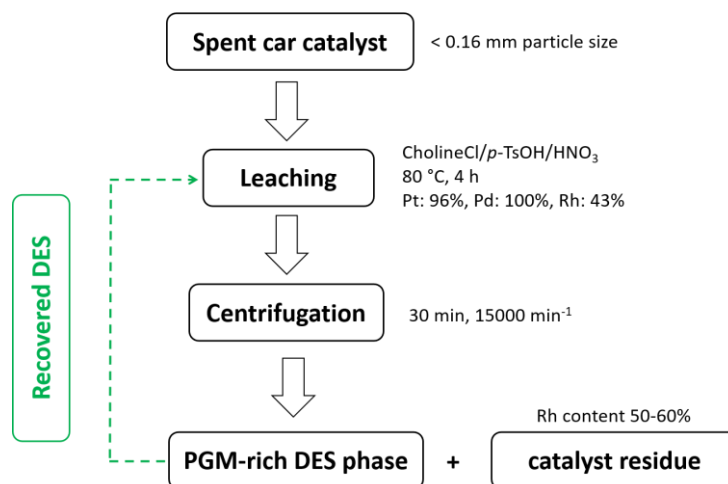 Spent car catalyst
< 0.16 mm particle size
Leaching
CholineCl/p-TsOH/HNO₃
80 °C, 4 h
Pt: 96%, Pd: 100%, Rh: 43%
Recovered DES
Centrifugation
30 min, 15000 min⁻¹
Rh content 50-60%
PGM-rich DES phase
+
catalyst residue